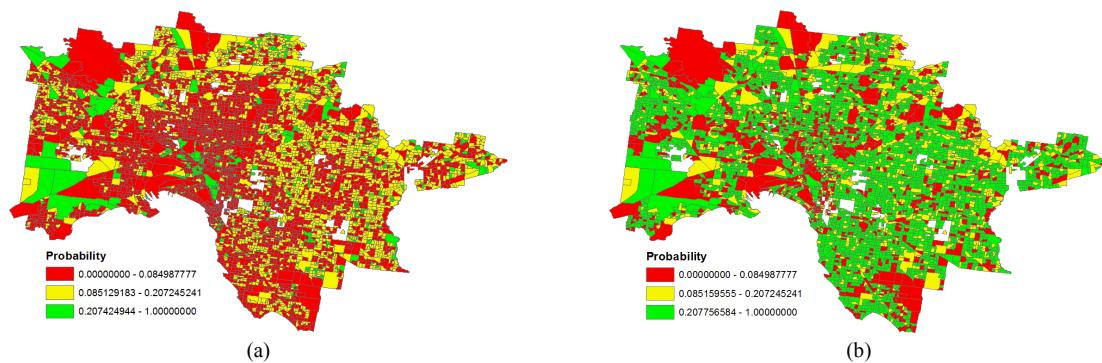 Probability
0.00000000 - 0.084987777
0.085129183 - 0.207245241
0.207424944 - 1.00000000
(a)
Probability
0.00000000 - 0.084987777
0.085159555 - 0.207245241
0.207756584 - 1.00000000
(b)